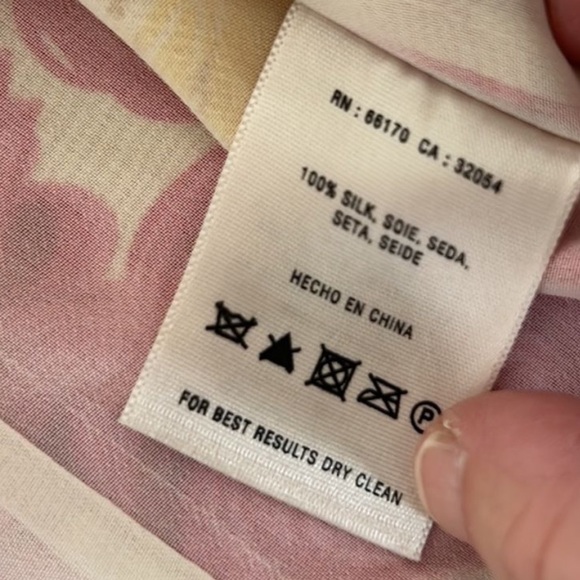 RN : 66170 CA : 32054
100% SILK, SOIE, SEDA,
SETA, SEIDE
HECHO EN CHINA
P
FOR BEST RESULTS DRY CLEAN